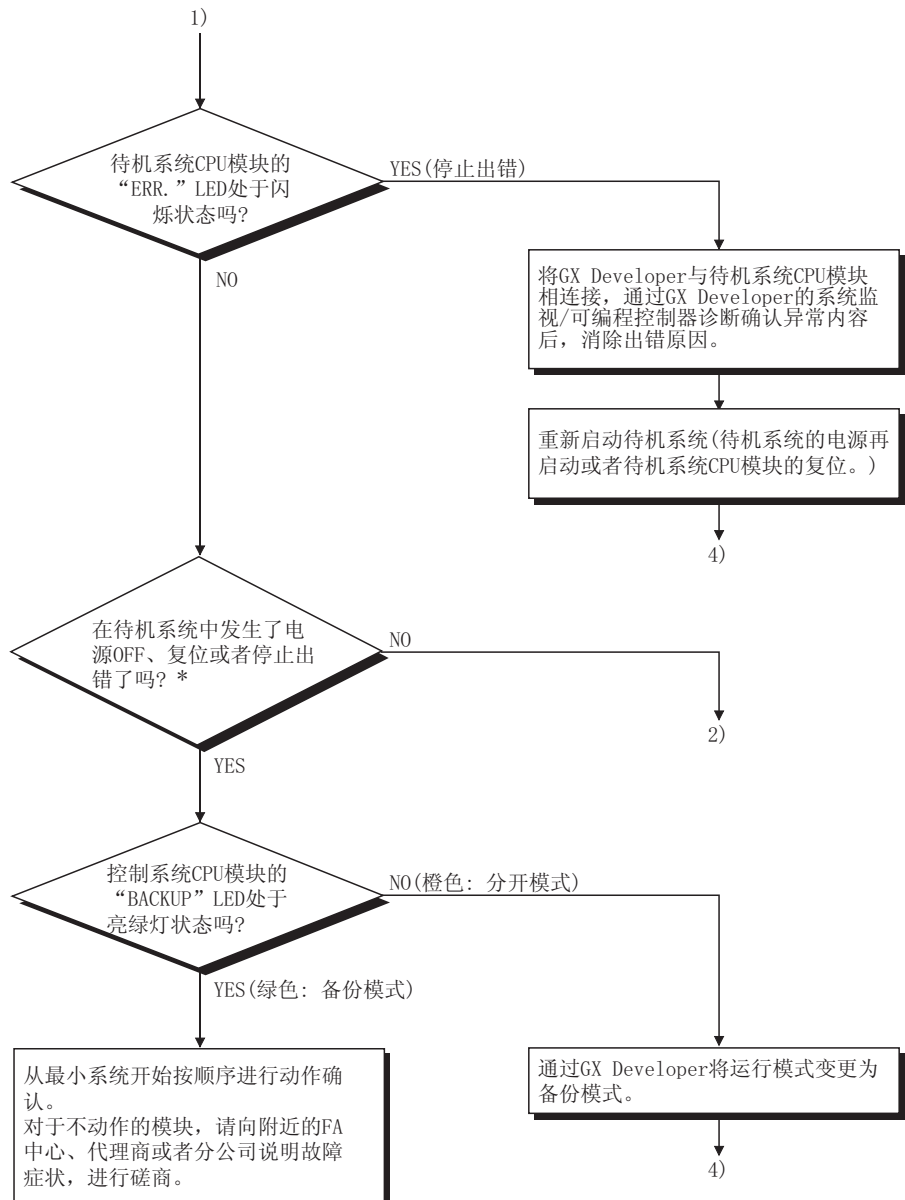 1)
待机系统CPU模块的
“ERR.”LED处于闪
烁状态吗?
YES(停止出错)
NO
将GX Developer与待机系统CPU模块
相连接，通过GX Developer的系统监
视/可编程控制器诊断确认异常内容
后，消除出错原因。
重新启动待机系统(待机系统的电源再
启动或者待机系统CPU模块的复位。)
4)
在待机系统中发生了电
源OFF、复位或者停止出
错了吗? *
NO
2)
YES
控制系统CPU模块的
“BACKUP”LED处于
亮绿灯状态吗?
NO(橙色: 分开模式)
YES(绿色: 备份模式)
从最小系统开始按顺序进行动作确
认。
对于不动作的模块，请向附近的FA
中心、代理商或者分公司说明故障
症状，进行磋商。
通过GX Developer将运行模式变更为
备份模式。
4)